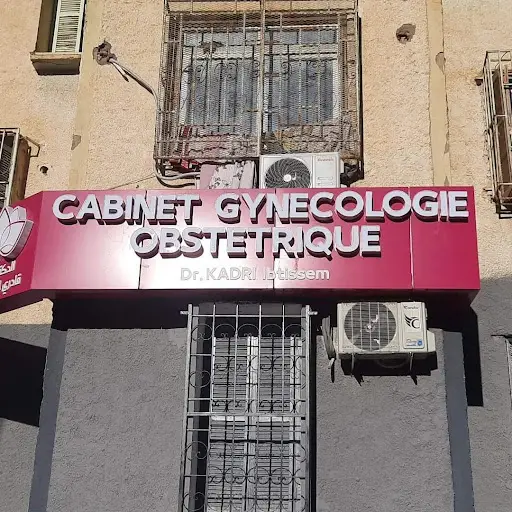 CABINET GYNECOLOGIE
OBSTETRIQUE
Dr. KADRI Ibtissem